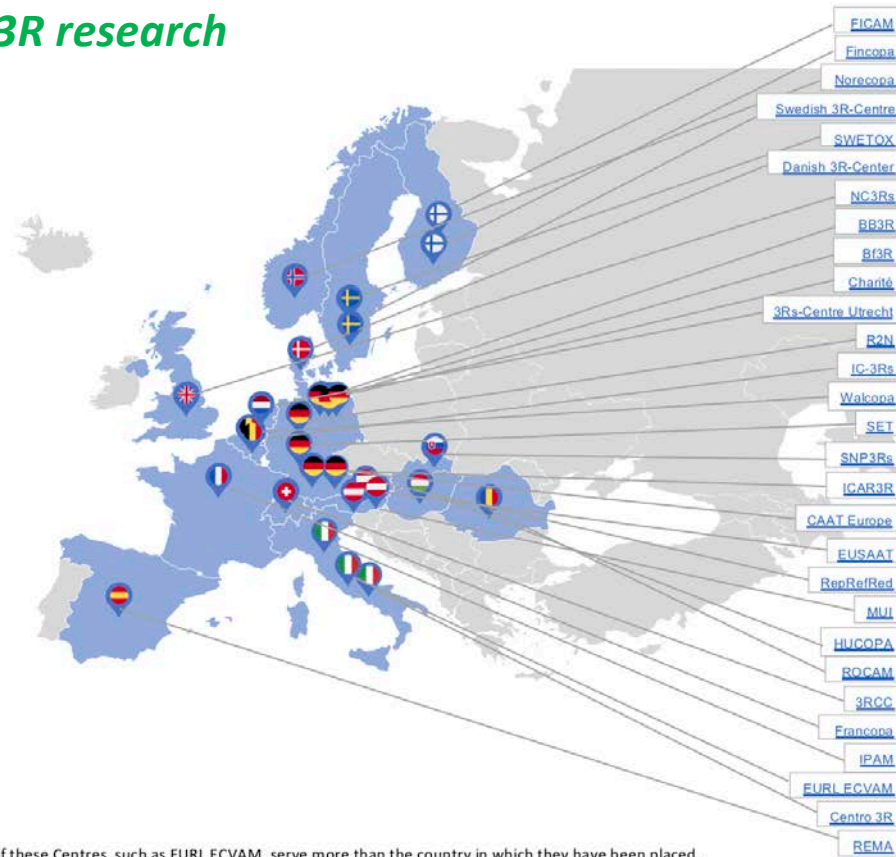 3R research
FICAM
Fincopa
Norecopa
Swedish 3R-Centre
SWETOX
Danish 3R-Center
NC3Rs
BB3R
Bf3R
Charité
3Rs-Centre Utrecht
R2N
IC-3Rs
Walcopa
SET
SNP3Rs
ICAR3R
CAAT Europe
EUSAAT
RepRefRed
MUI
HUCOPA
ROCAM
3RCC
Francopa
IPAM
EURL ECVAM
Centro 3R
REMA
f these Centres, such as EURL ECVAM, serve more than the country in which they have been placed